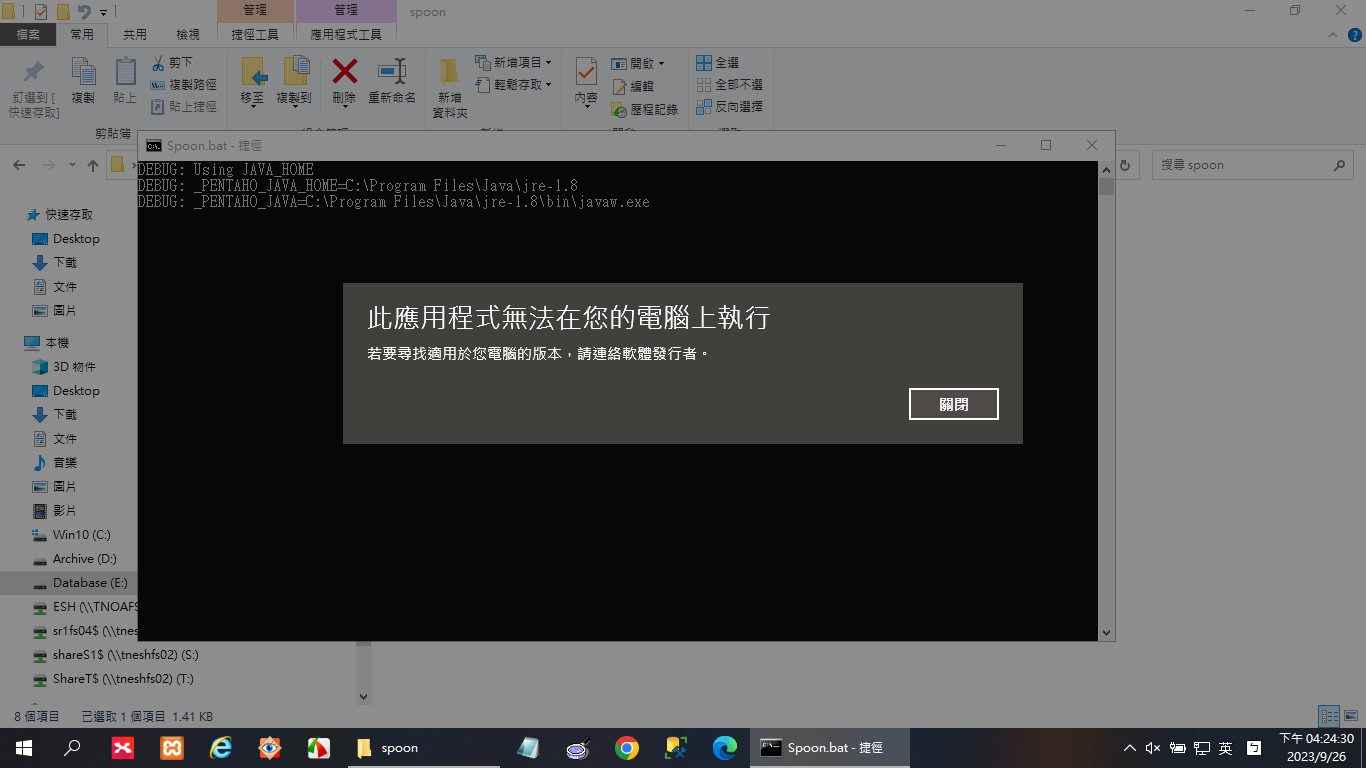 管理
管理
spoon
檔案
常用
共用
檢視
捷徑工具
應用程式工具
釘選到 [
快速存取]
複製
貼上
剪下
複製路徑
貼上捷徑
剪貼簿
移至
複製到
刪除
重新命名
新增
資料夾
新增項目
輕鬆存取
內容
開啟
編輯
歷程記錄
全選
全部不選
反向選擇
Spoon.bat - 捷徑
搜尋 spoon
DEBUG: Using JAVA_HOME
DEBUG: _PENTAHO_JAVA_HOME=C:\Program Files\Java\jre-1.8
DEBUG: _PENTAHO_JAVA=C:\Program Files\Java\jre-1.8\bin\javaw.exe
此應用程式無法在您的電腦上執行
若要尋找適用於您電腦的版本，請連絡軟體發行者。
關閉
快速存取
Desktop
下載
文件
圖片
本機
3D 物件
Desktop
下載
文件
音樂
圖片
影片
Win10 (C:)
Archive (D:)
Database (E:)
ESH (\\TNOAFS
sr1fs04$ (\\tnes
shareS1$ (\\tneshfs02) (S:)
ShareT$ (\\tneshfs02) (T:)
8 個項目
已選取 1 個項目 1.41 KB
spoon
Spoon.bat - 捷徑
英
下午 04:24:30
2023/9/26